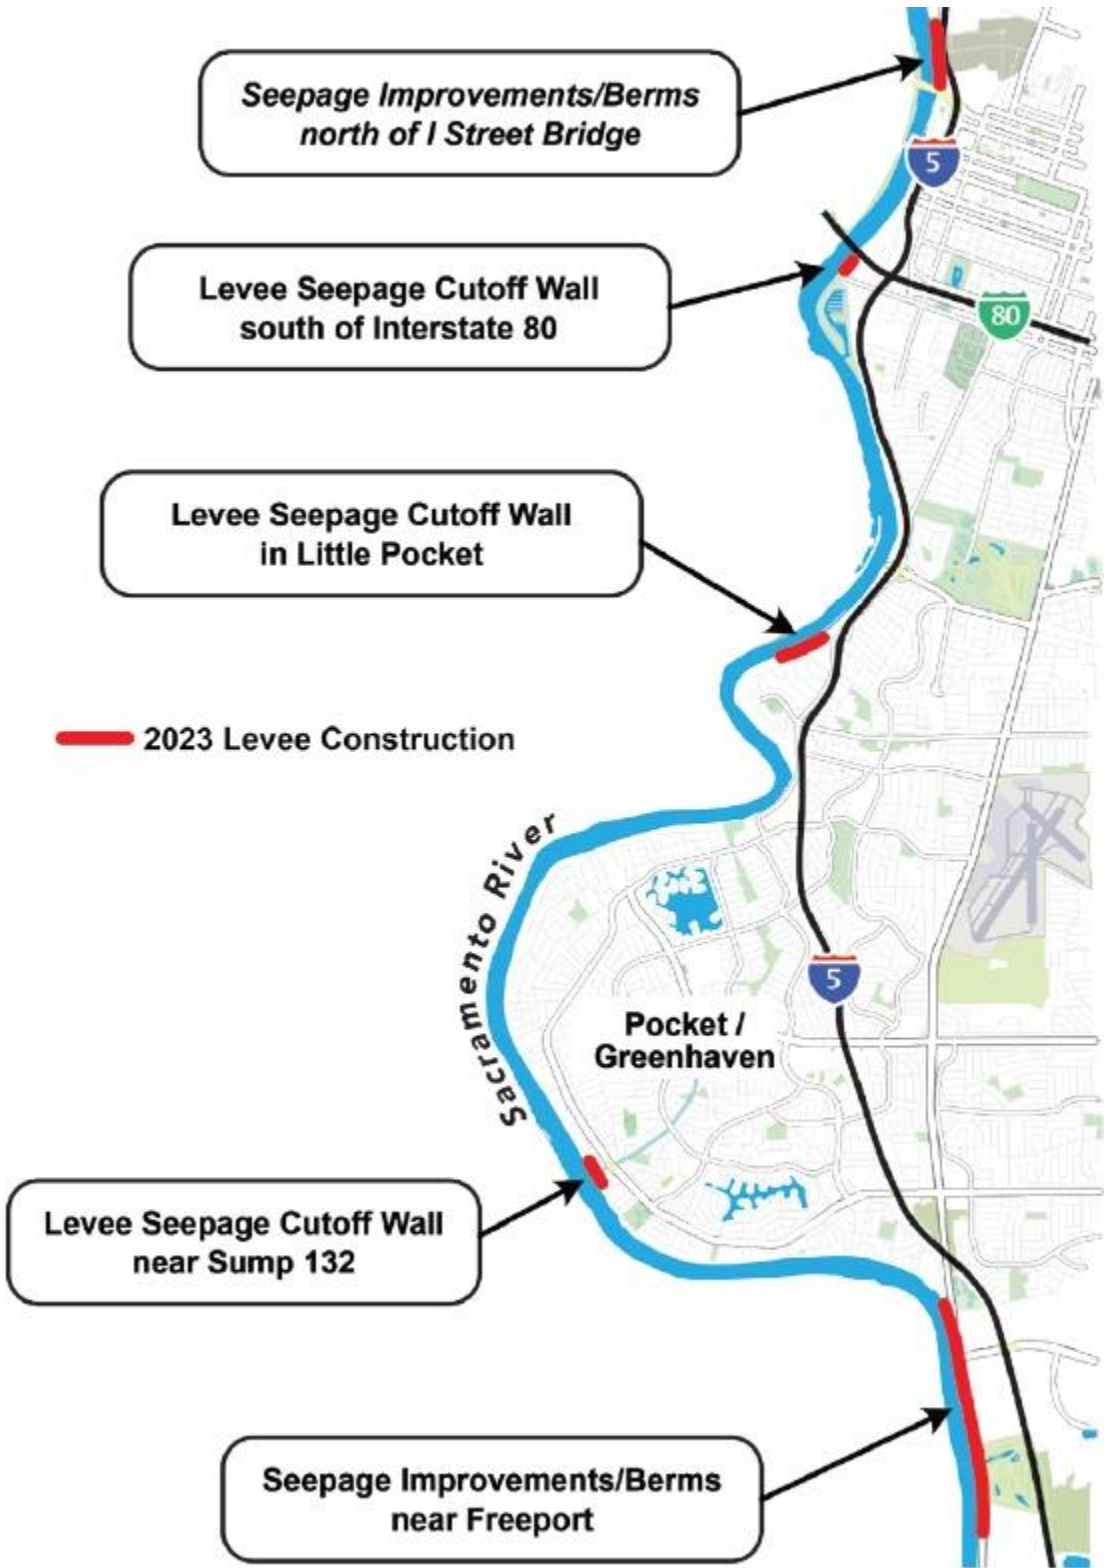 Seepage Improvements/Berms
north of I Street Bridge
5
Levee Seepage Cutoff Wall
south of Interstate 80
80
Levee Seepage Cutoff Wall
in Little Pocket
2023 Levee Construction
Sacramento River
5
Pocket /
Greenhaven
Levee Seepage Cutoff Wall
near Sump 132
Seepage Improvements/Berms
near Freeport